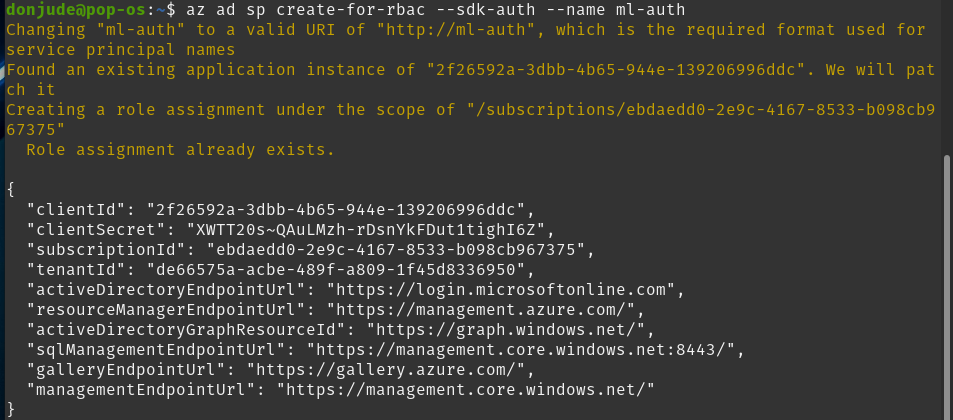 donjude@pop-os:~$ az ad sp create-for-rbac --sdk-auth --name ml-auth
Changing "ml-auth" to a valid URI of "http://ml-auth", which is the required format used for
service principal names
Found an existing application instance of "2f26592a-3dbb-4b65-944e-139206996ddc". We will pat
ch it
Creating a role assignment under the scope of "/subscriptions/ebdaedd0-2e9c-4167-8533-b098cb9
67375"
  Role assignment already exists.

{
  "clientId": "2f26592a-3dbb-4b65-944e-139206996ddc",
  "clientSecret": "XWTT20s~QAuLMzh-rDsnYkFDut1tighI6Z",
  "subscriptionId": "ebdaedd0-2e9c-4167-8533-b098cb967375",
  "tenantId": "de66575a-acbe-489f-a809-1f45d8336950",
  "activeDirectoryEndpointUrl": "https://login.microsoftonline.com",
  "resourceManagerEndpointUrl": "https://management.azure.com/",
  "activeDirectoryGraphResourceId": "https://graph.windows.net/",
  "sqlManagementEndpointUrl": "https://management.core.windows.net:8443/",
  "galleryEndpointUrl": "https://gallery.azure.com/",
  "managementEndpointUrl": "https://management.core.windows.net/"
}